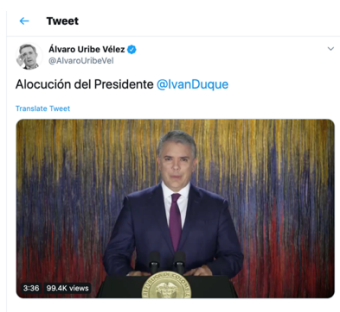 Tweet
Álvaro Uribe Vélez
@AlvaroUribeVel
Alocución del Presidente @IvanDuque
Translate Tweet
3:36 99.4K views